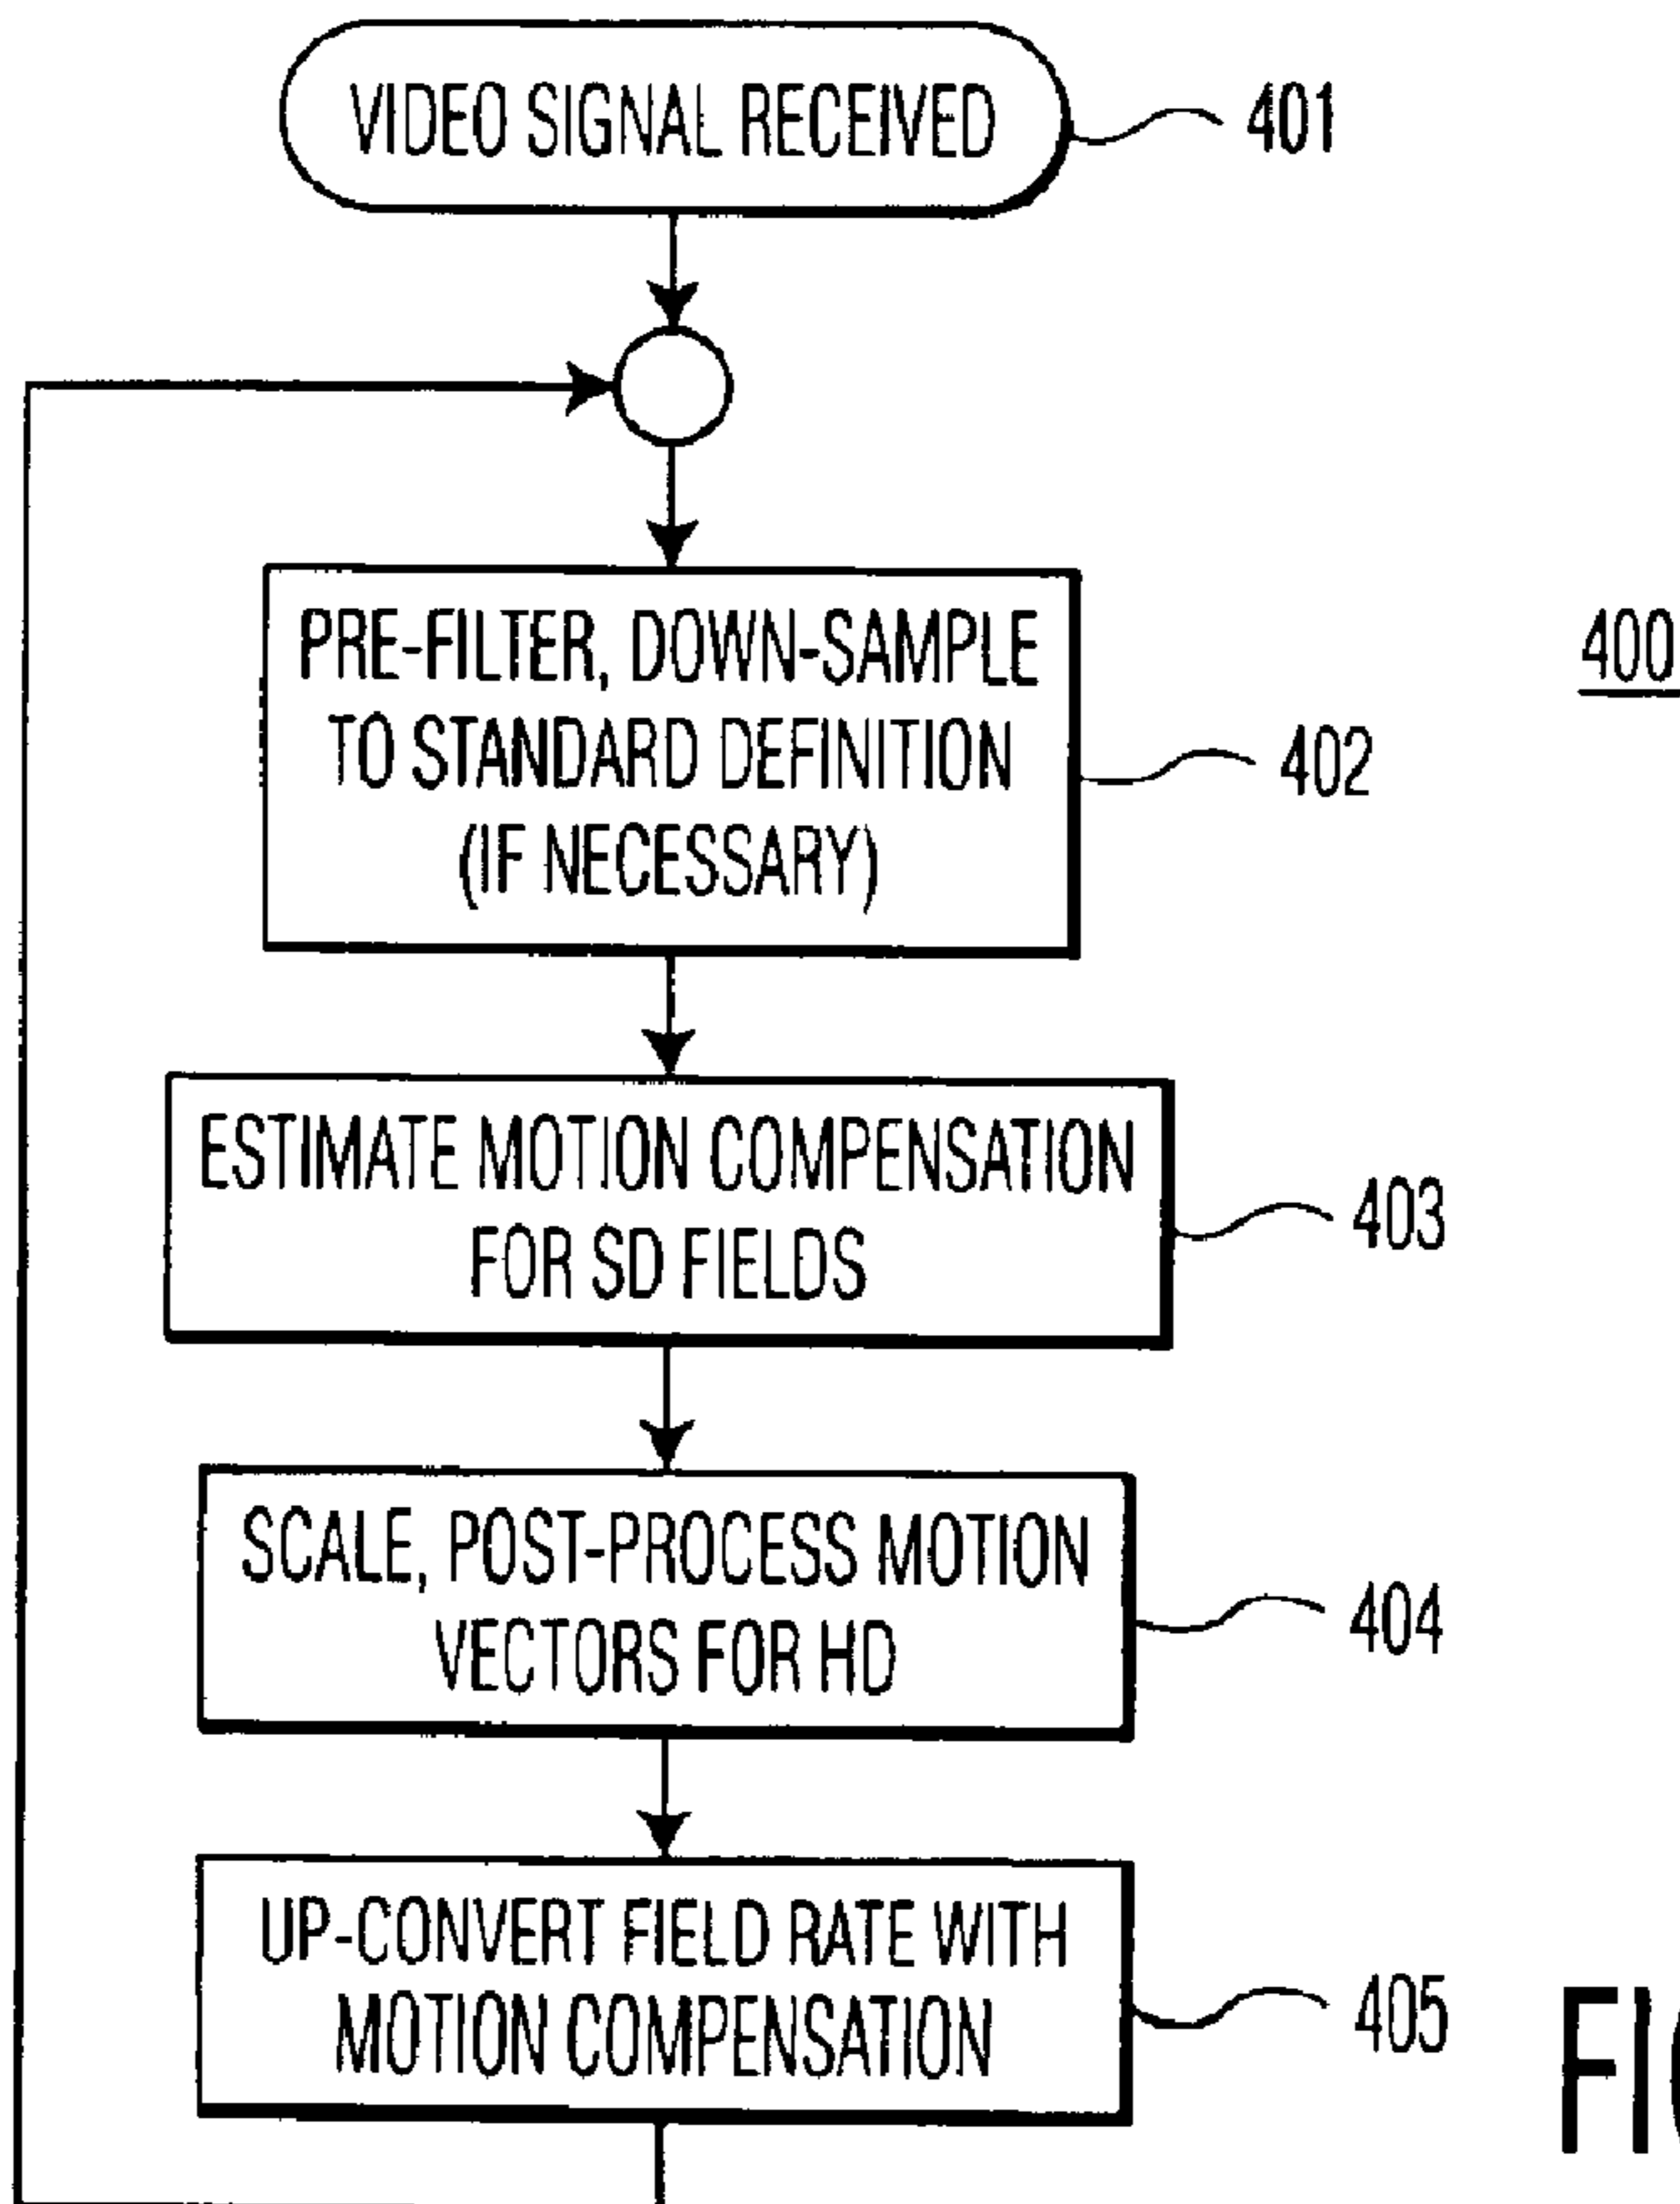 VIDEO SIGNAL RECEIVED
401
PRE-FILTER, DOWN-SAMPLE
TO STANDARD DEFINITION
(IF NECESSARY)
400
402
ESTIMATE MOTION COMPENSATION
FOR SD FIELDS
403
SCALE, POST-PROCESS MOTION
VECTORS FOR HD
404
UP-CONVERT FIELD RATE WITH
MOTION COMPENSATION
405